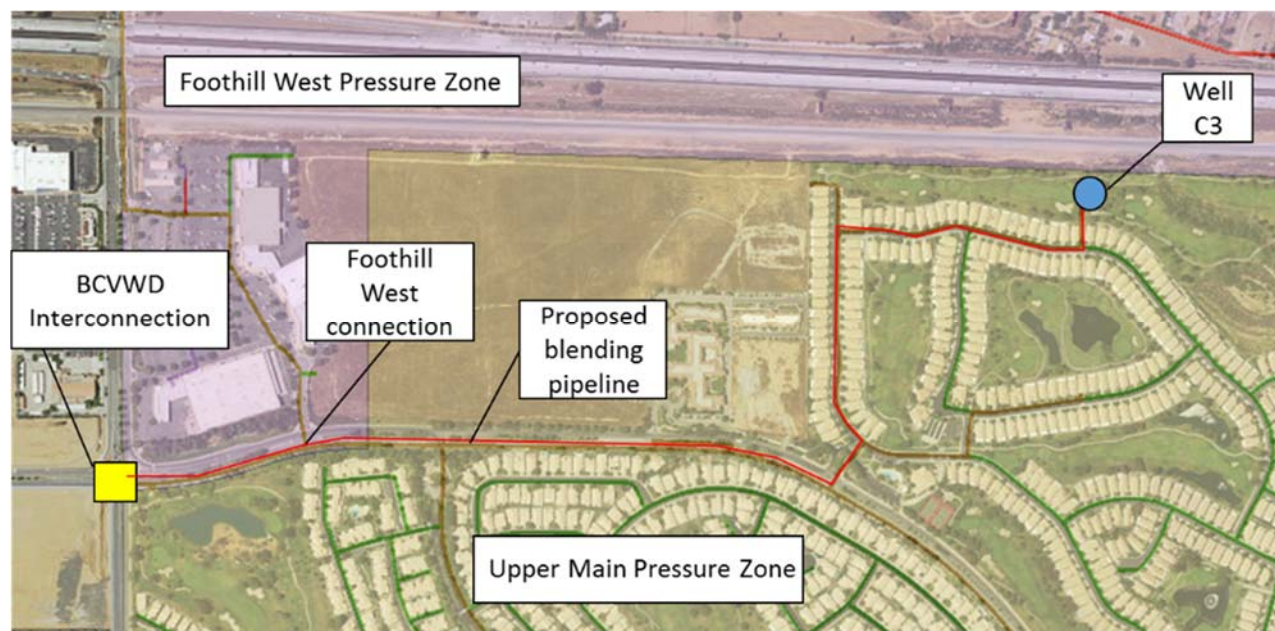 Foothill West Pressure Zone
Well
C3
BCVWD
Interconnection
Foothill
West
connection
Proposed
blending
pipeline
Upper Main Pressure Zone